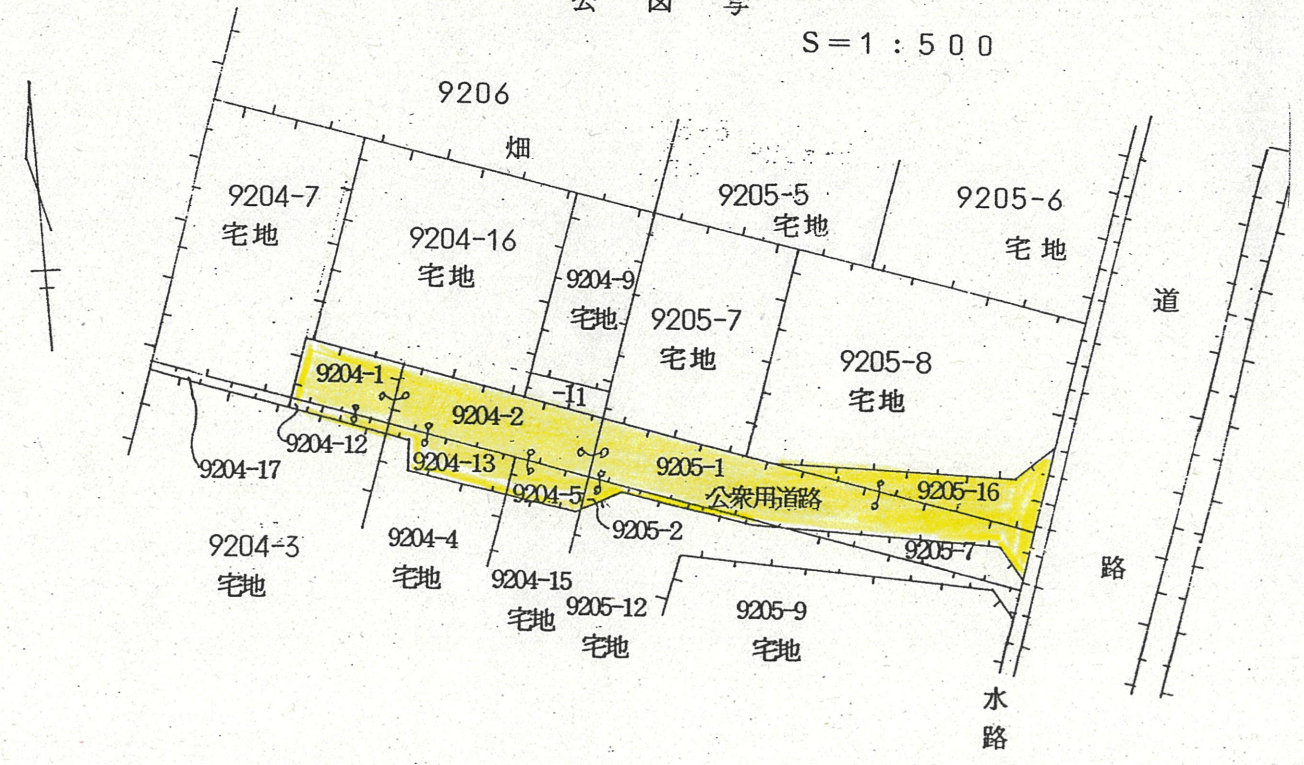 公図写
S=1:500
9206
畑
9204-7
宅地
9204-16
宅地
9204-9
宅地
9205-5
宅地
9205-6
宅地
9205-7
宅地
9205-8
宅地
道
路
9204-1
9204-2
-11
9205-1
公衆用道路
9205-16
9204-12
9204-17
9204-13
9204-5
9205-2
9205-7
9204-3
宅地
9204-4
宅地
9204-15
宅地
9205-12
宅地
9205-9
宅地
水
路